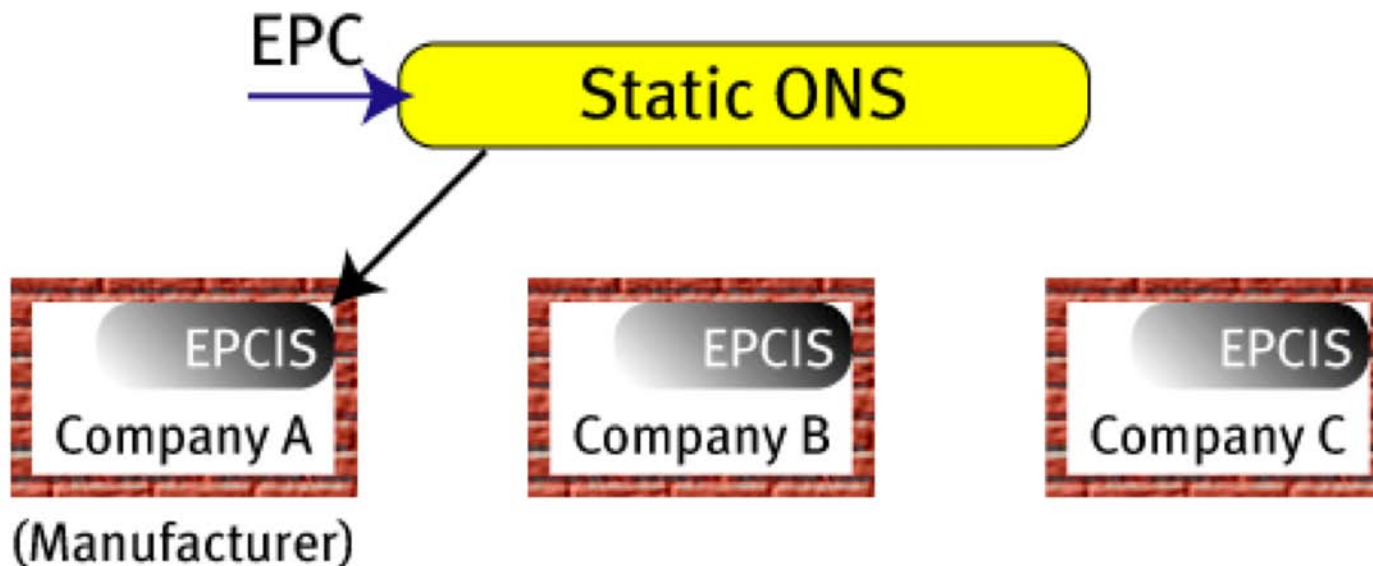 EPC
Static ONS
EPCIS
Company A
(Manufacturer)
EPCIS
Company B
EPCIS
Company C